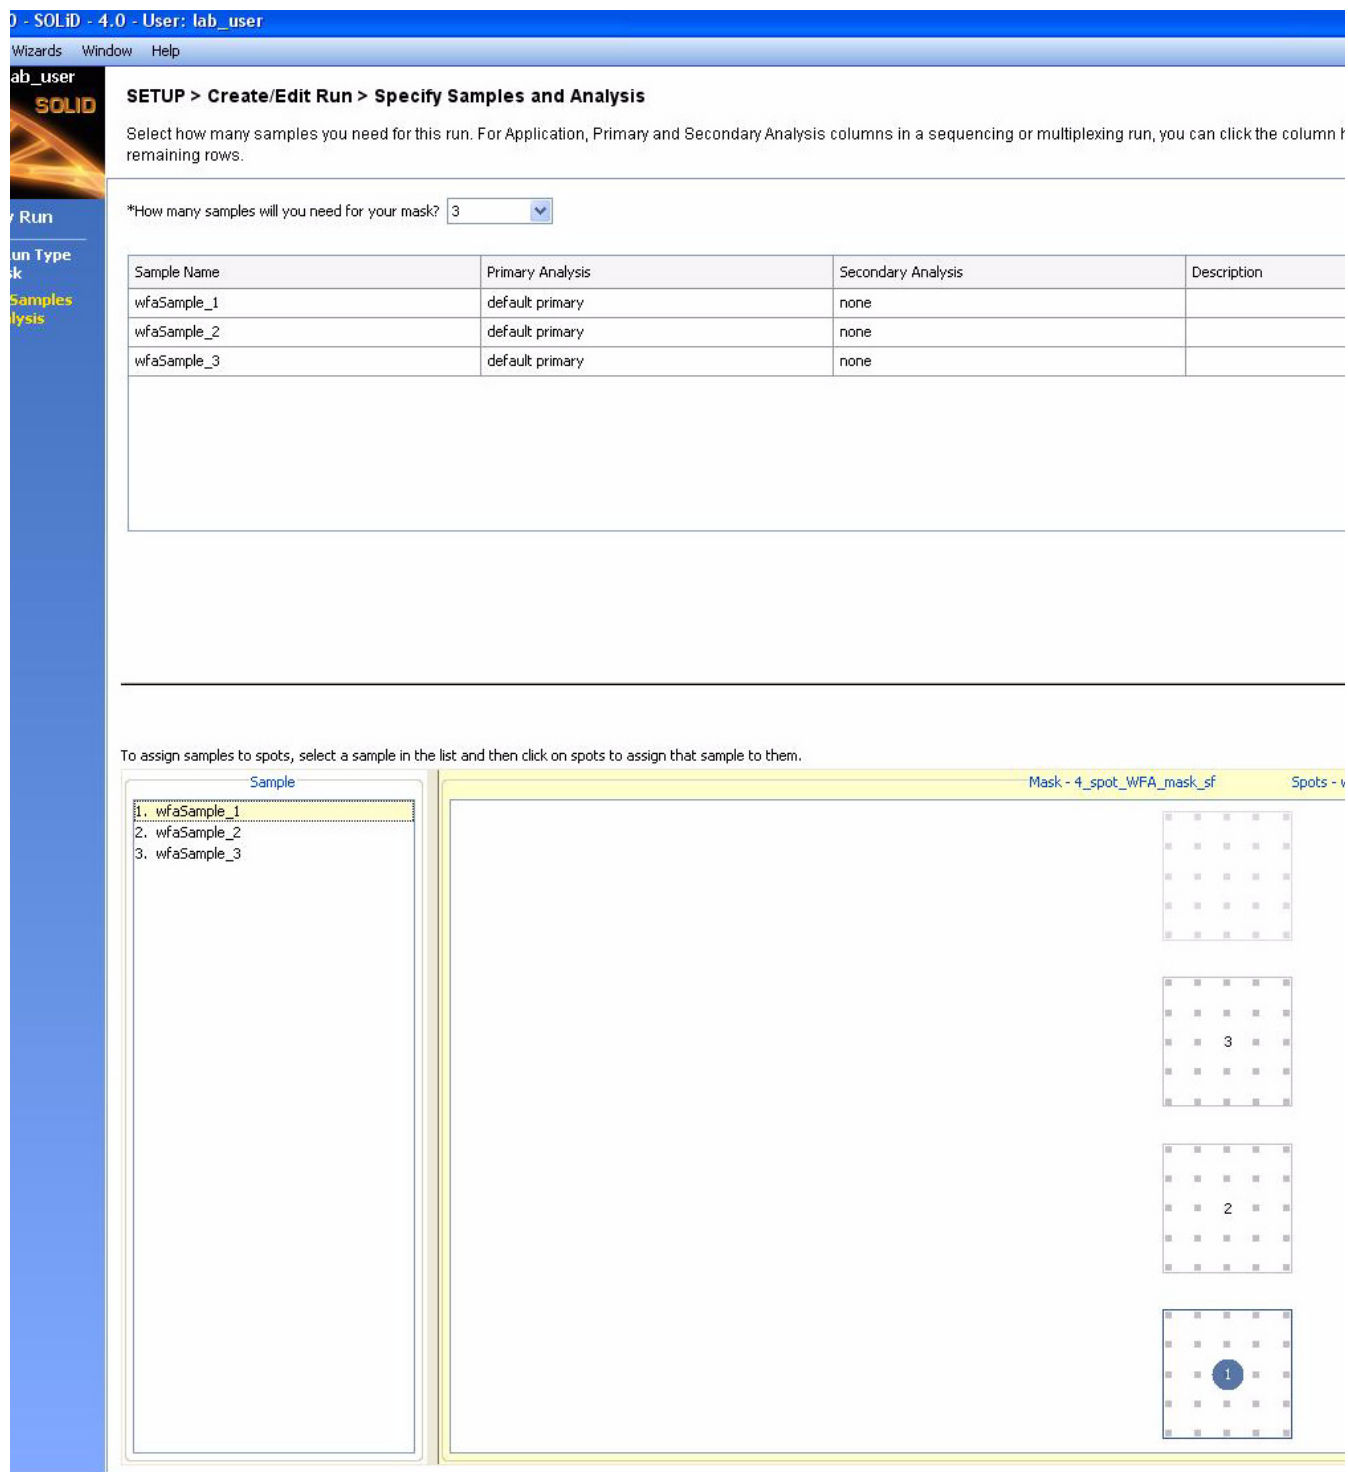 0 - SOLiD - 4.0 - User: lab_user
Wizards Window Help
ab_user
SOLiD
SETUP > Create/Edit Run > Specify Samples and Analysis
Select how many samples you need for this run. For Application, Primary and Secondary Analysis columns in a sequencing or multiplexing run, you can click the column h
remaining rows.
y Run
un Type
sk
Samples
lysis
*How many samples will you need for your mask? 3
Sample Name Primary Analysis Secondary Analysis Description
wfaSample_1 default primary none
wfaSample_2 default primary none
wfaSample_3 default primary none
To assign samples to spots, select a sample in the list and then click on spots to assign that sample to them.
Sample
1. wfaSample_1
2. wfaSample_2
3. wfaSample_3
Mask - 4_spot_WFA_mask_sf Spots - w
3
2
1